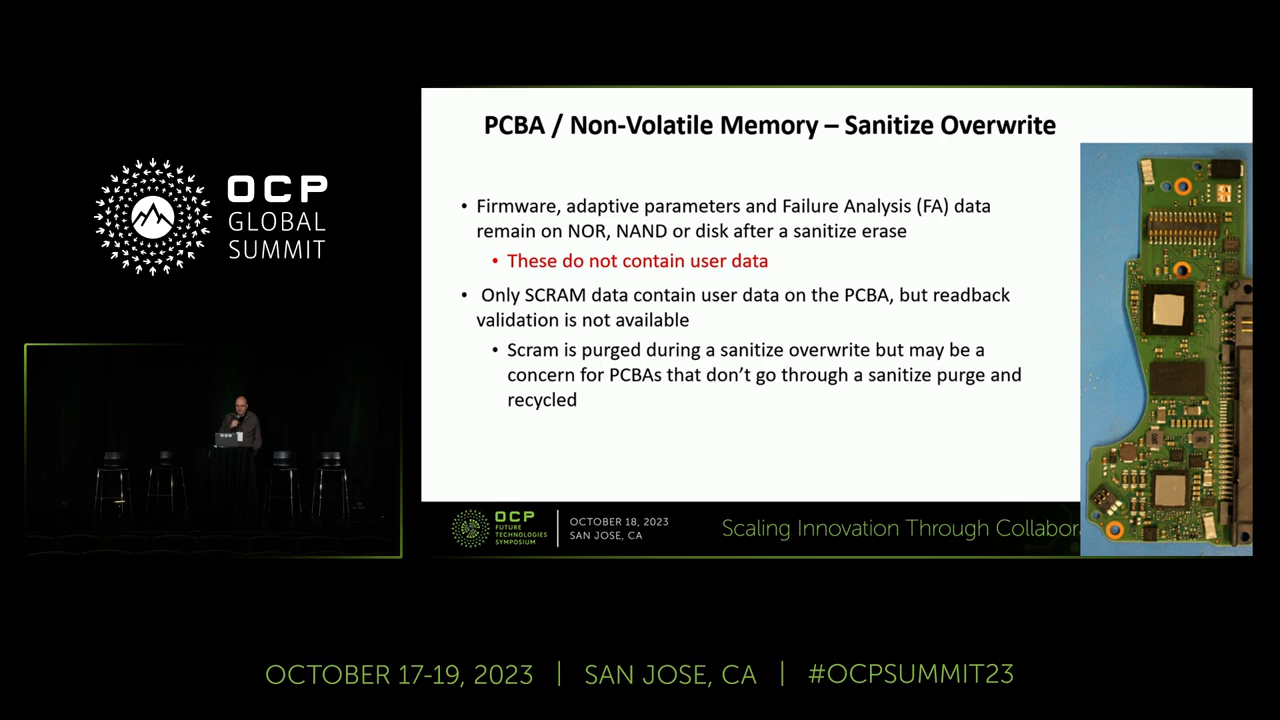 OCP
GLOBAL
SUMMIT
PCBA / Non-Volatile Memory – Sanitize Overwrite
• Firmware, adaptive parameters and Failure Analysis (FA) data
remain on NOR, NAND or disk after a sanitize erase
• These do not contain user data
• Only SCRAM data contain user data on the PCBA, but readback
validation is not available
• Scram is purged during a sanitize overwrite but may be a
concern for PCBAs that don’t go through a sanitize purge and
recycled
OCP
FUTURE
TECHNOLOGIES
SYMPOSIUM
OCTOBER 18, 2023
SAN JOSE, CA
Scaling Innovation Through Collabor
OCTOBER 17-19, 2023 | SAN JOSE, CA | #OCPSUMMIT23